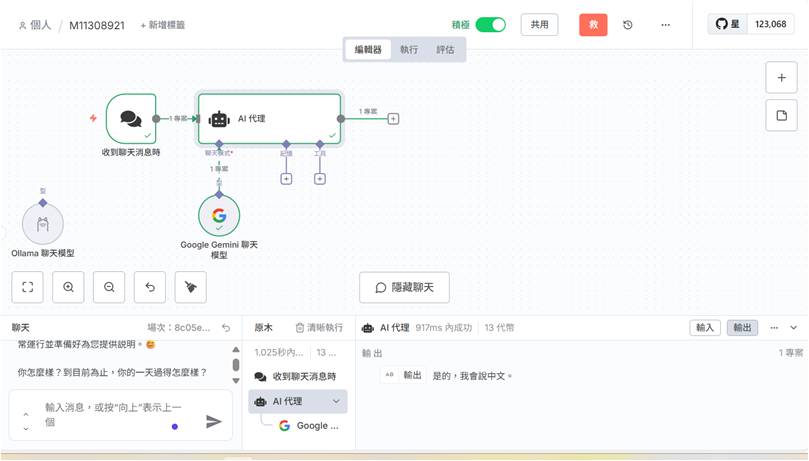 個人 / M11308921 + 新增標籤
積極
共用
救
星 123,068
編輯器 執行 評估
1 專案
1 專案
AI 代理
收到聊天消息時
聊天模式*
記憶
工具
1 專案
型
型
Google Gemini 聊天
模型
Ollama 聊天模型
隱藏聊天
聊天
場次：8c05e...
常運行並準備好為您提供説明。
你怎麼樣？到目前為止，你的一天過得怎麼樣？
輸入消息，或按“向上”表示上一
個
原木
清晰執行
1.025秒內... 13 ...
收到聊天消息時
AI 代理
Google ...
AI 代理 917ms 內成功 13 代幣
輸入 輸出
輸出
1 專案
AB 輸出 是的，我會說中文。